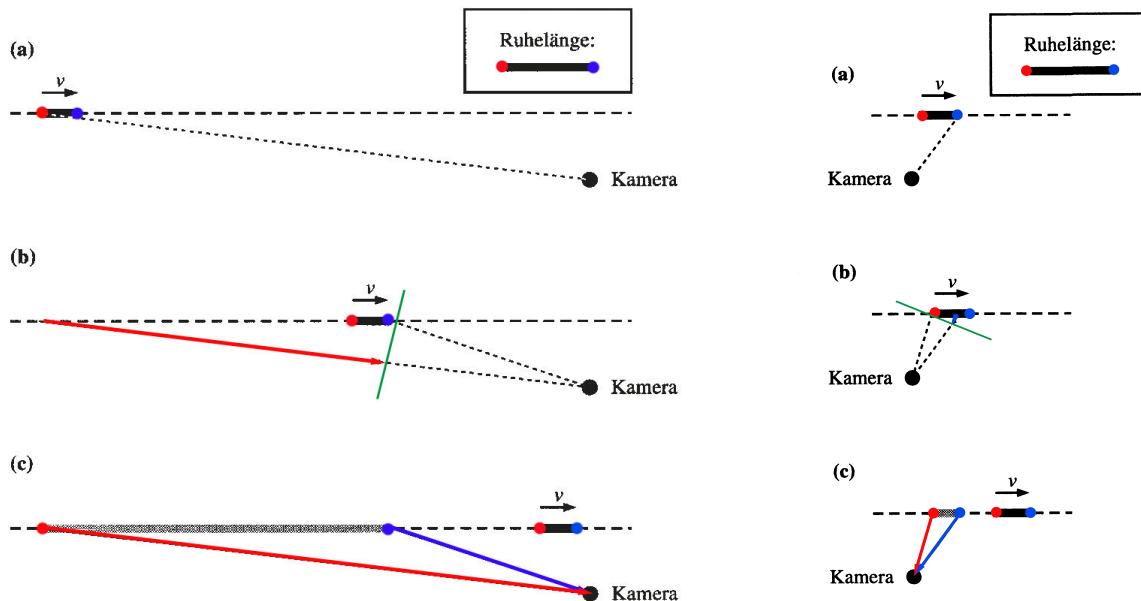 (a)
Ruhelänge:
v
Kamera
(b)
v
Kamera
(c)
v
Kamera
(a)
Ruhelänge:
v
Kamera
(b)
v
Kamera
(c)
v
Kamera